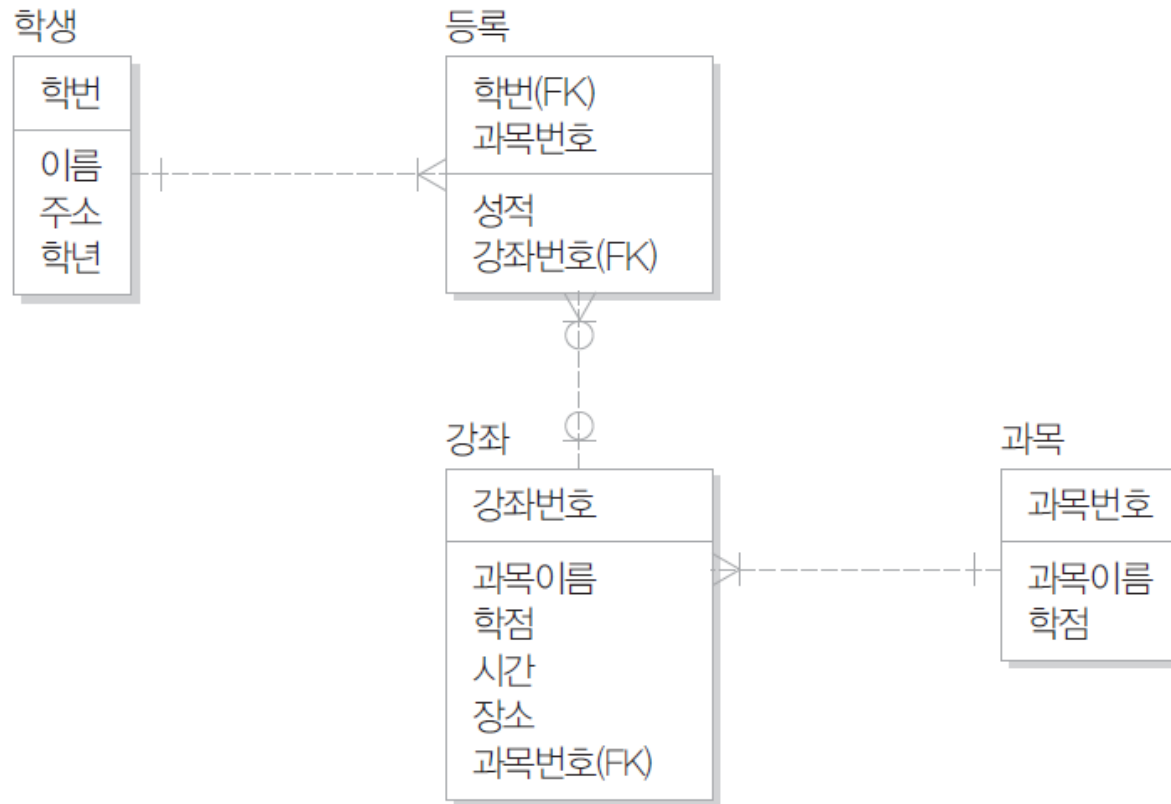 학생
학번
이름
주소
학년
등록
학번(FK)
과목번호
성적
강좌번호(FK)
강좌
강좌번호
과목이름
학점
시간
장소
과목번호(FK)
과목
과목번호
과목이름
학점